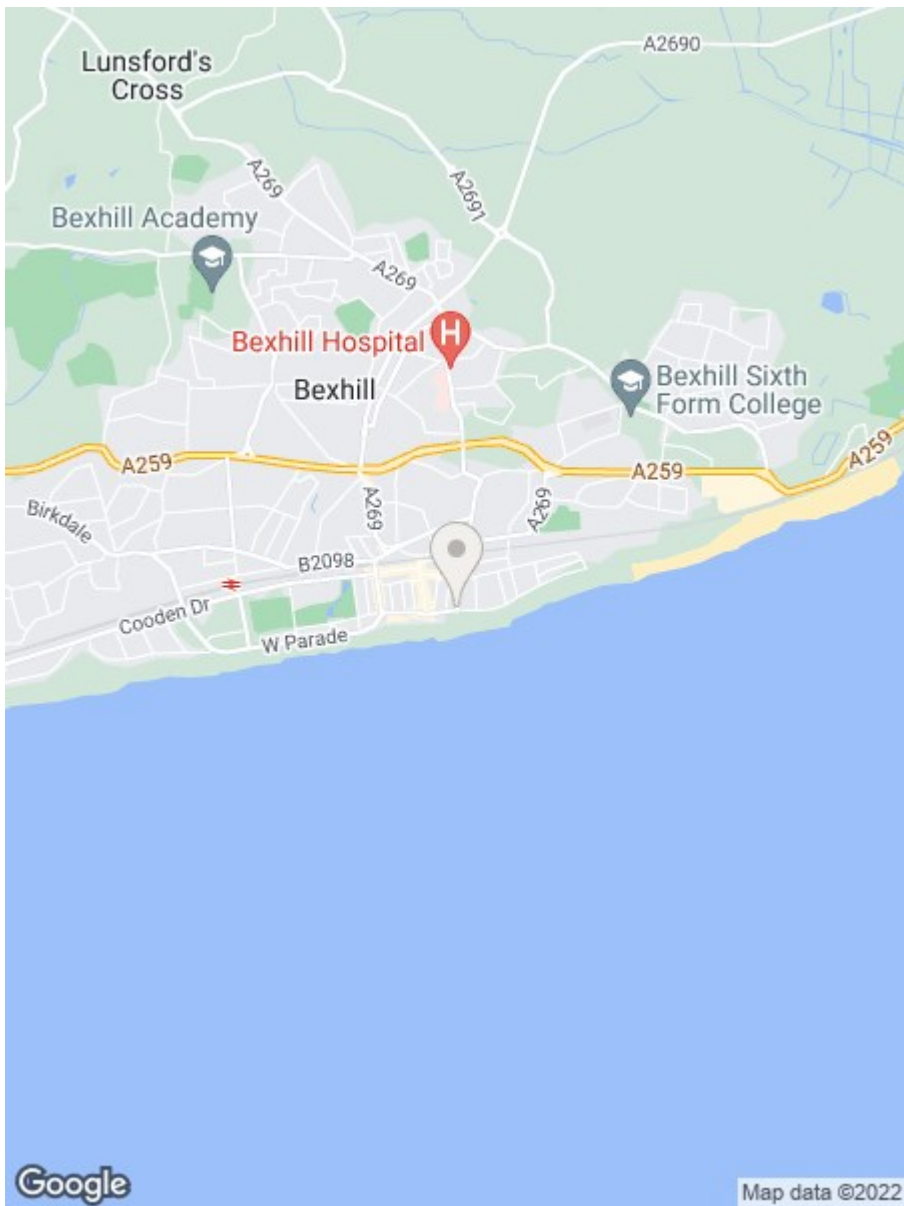 A2690
Lunsford's
Cross
A269
A2691
Bexhill Academy
A269
Bexhill Hospital
H
Bexhill
Bexhill Sixth
Form College
A259
A259
A259
Birkdale
A269
A269
B2098
Cooden Dr
W Parade
Google
Map data ©2022